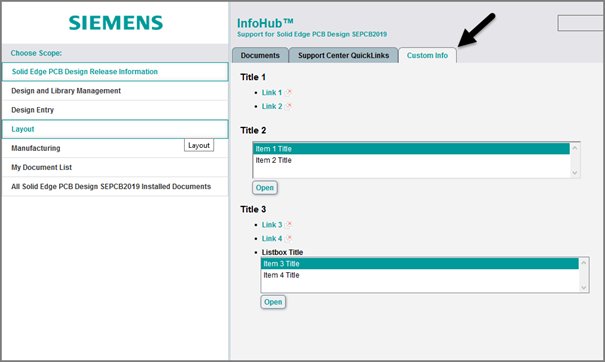 SIEMENS
Choose Scope:
Solid Edge PCB Design Release Information
Design and Library Management
Design Entry
Layout
Manufacturing
Layout
My Document List
All Solid Edge PCB Design SEPCB2019 Installed Documents
InfoHub™
Support for Solid Edge PCB Design SEPCB2019
Documents Support Center QuickLinks Custom Info
Title 1
• Link 1
• Link 2
Title 2
Item 1 Title
Item 2 Title
Open
Title 3
• Link 3
• Link 4
• Listbox Title
Item 3 Title
Item 4 Title
Open